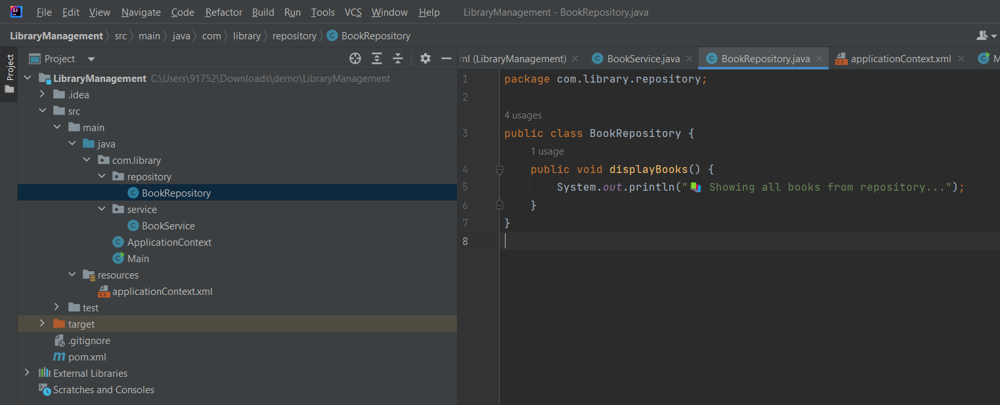 File Edit View Navigate Code Refactor Build Run Tools VCS Window Help LibraryManagement - BookRepository.java
LibraryManagement src main java com library repository BookRepository
Project
Project
ml (LibraryManagement) BookService.java BookRepository.java applicationContext.xml M
LibraryManagement C:\Users\91752\Downloads\demo\LibraryManagement
.idea
src
main
java
com.library
repository
BookRepository
service
BookService
ApplicationContext
Main
resources
applicationContext.xml
test
target
.gitignore
pom.xml
External Libraries
Scratches and Consoles
1 package com.library.repository;
2
4 usages
3 public class BookRepository {
1 usage
4 public void displayBooks() {
5 System.out.println("📚 Showing all books from repository...");
6 }
7 }
8